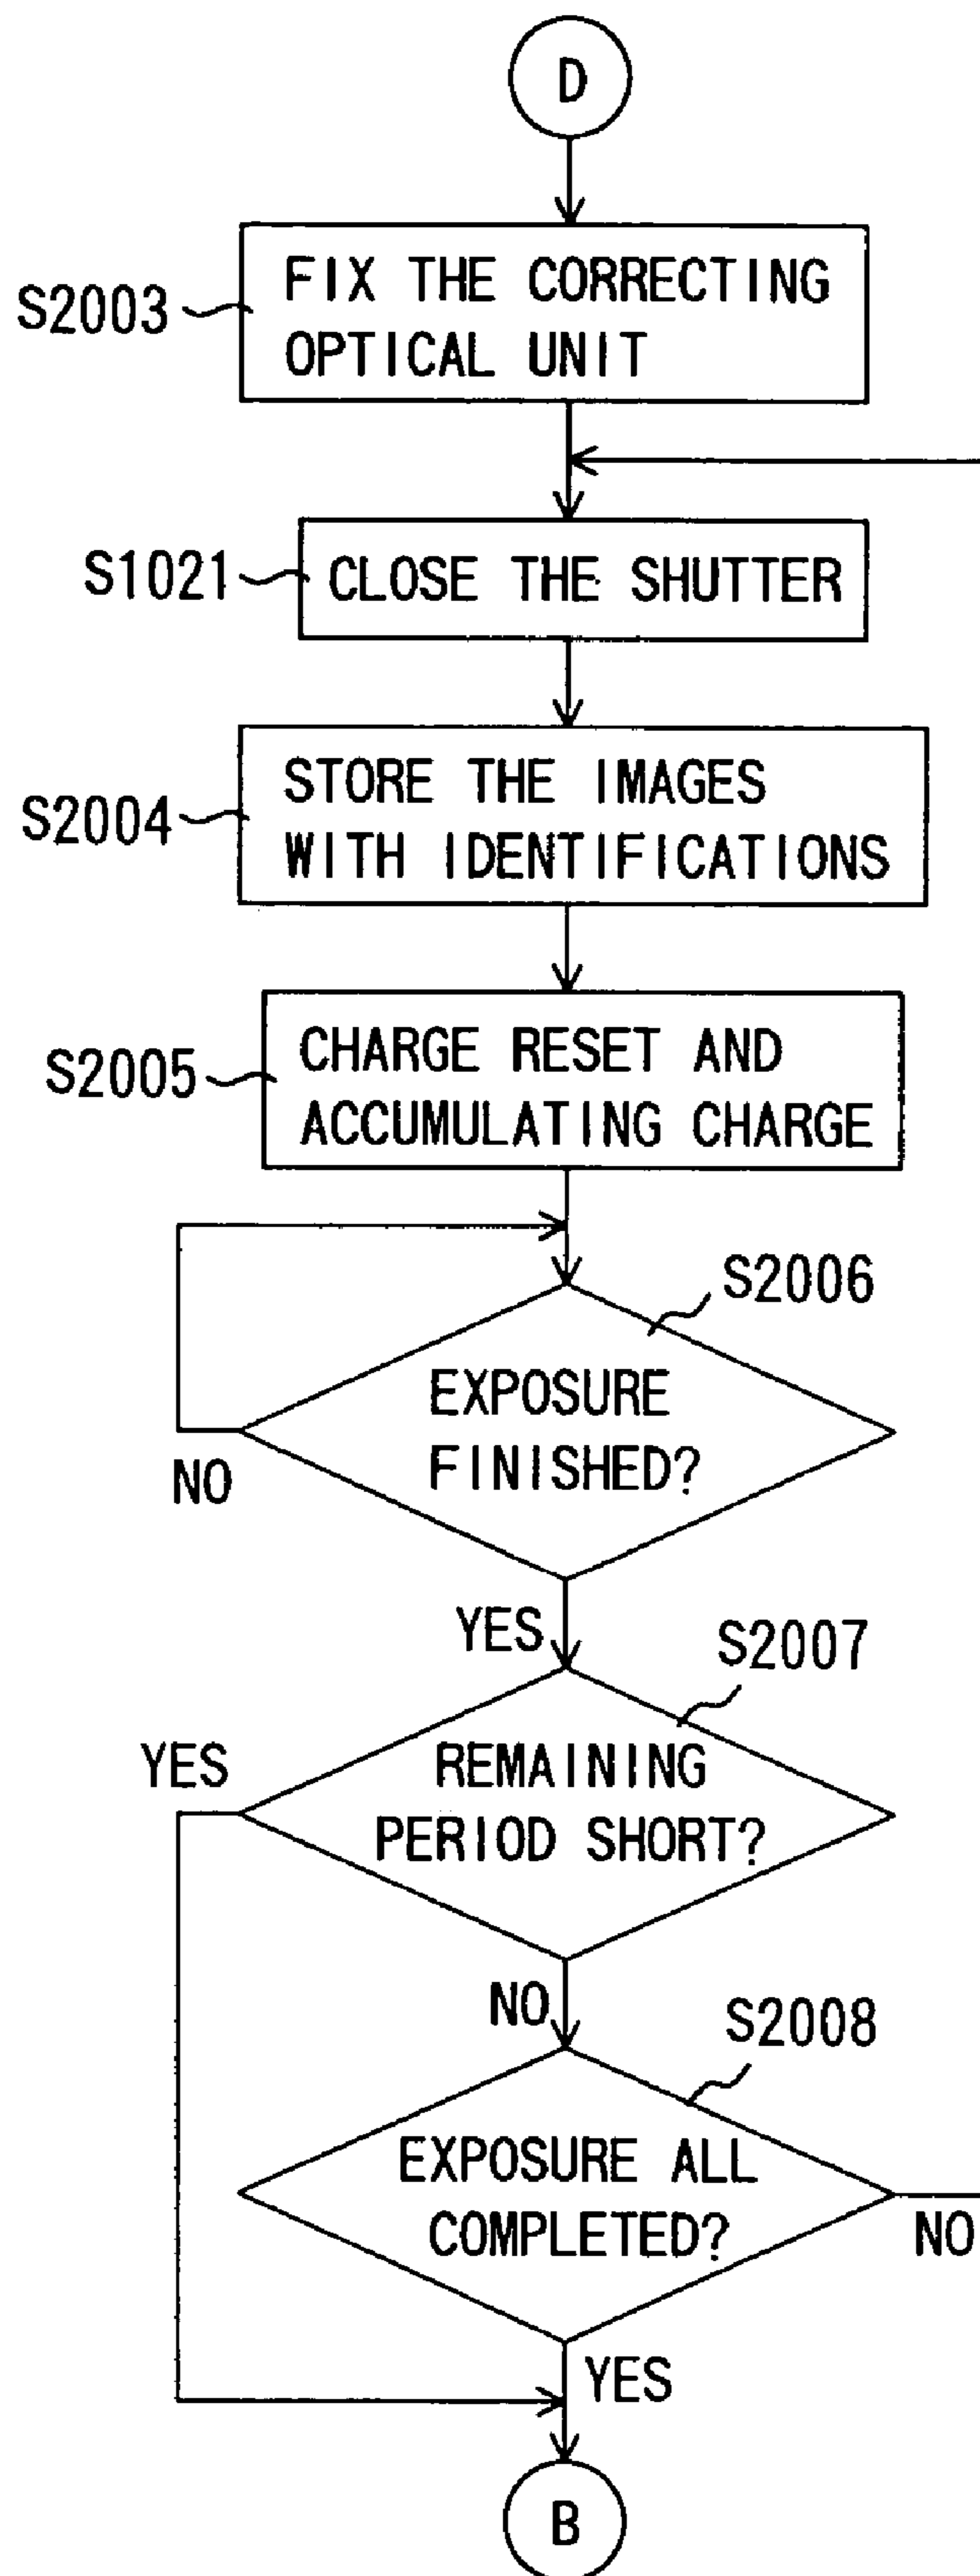 D
S2003
FIX THE CORRECTING
OPTICAL UNIT
S1021
CLOSE THE SHUTTER
S2004
STORE THE IMAGES
WITH IDENTIFICATIONS
S2005
CHARGE RESET AND
ACCUMULATING CHARGE
S2006
EXPOSURE
FINISHED?
NO
YES
S2007
YES
REMAINING
PERIOD SHORT?
NO
S2008
EXPOSURE ALL
COMPLETED?
NO
YES
B